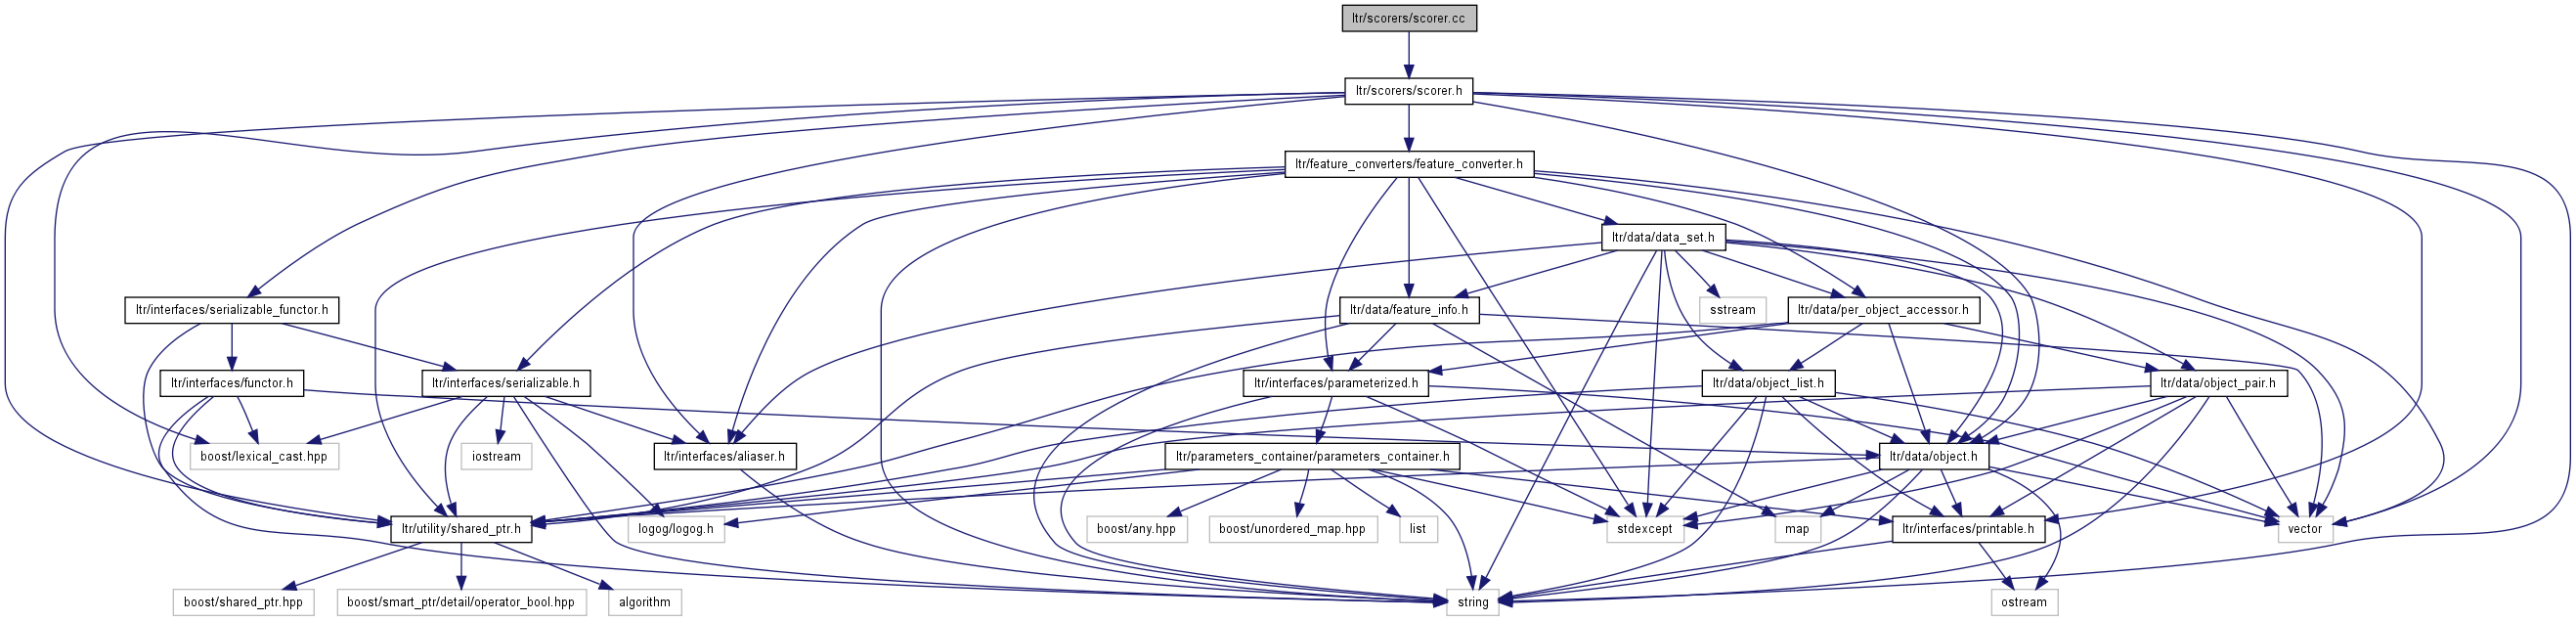 ltr/scorers/scorer.cc
ltr/scorers/scorer.h
ltr/feature_converters/feature_converter.h
ltr/data/data_set.h
ltr/interfaces/serializable_functor.h
ltr/data/feature_info.h
sstream
ltr/data/per_object_accessor.h
ltr/interfaces/functor.h
ltr/interfaces/serializable.h
ltr/interfaces/parameterized.h
ltr/data/object_list.h
ltr/data/object_pair.h
boost/lexical_cast.hpp
iostream
ltr/interfaces/aliaser.h
ltr/parameters_container/parameters_container.h
ltr/data/object.h
ltr/utility/shared_ptr.h
logog/logog.h
boost/any.hpp
boost/unordered_map.hpp
list
stdexcept
map
ltr/interfaces/printable.h
vector
boost/shared_ptr.hpp
boost/smart_ptr/detail/operator_bool.hpp
algorithm
string
ostream